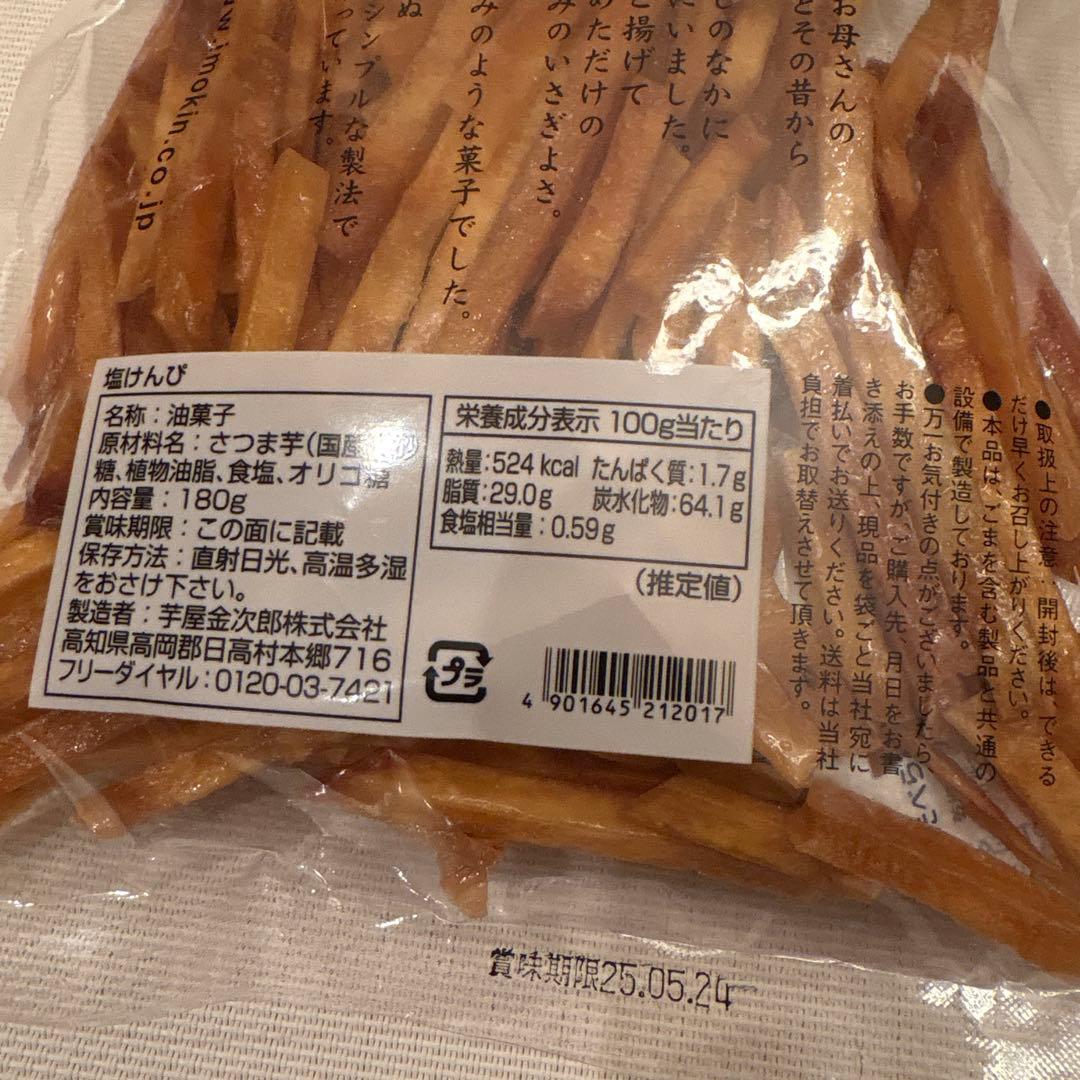 お母さんの
どその昔から
しのなかに
にいました。
と揚げて
めただけの
みのいさぎよさ。
みのような菓子でした。
ぬ
シンプルな製法で
っています。
w.imokin.co.jp
塩けんぴ
名称：油菓子
原材料名：さつま芋(国産
糖、植物油脂、食塩、オリゴ糖
内容量：180g
賞味期限：この面に記載
保存方法：直射日光、高温多湿
をおさけ下さい。
製造者：芋屋金次郎株式会社
高知県高岡郡日高村本郷716
フリーダイヤル：0120-03-7421
栄養成分表示 100g当たり
熱量：524 kcal たんぱく質：1.7g
脂質：29.0g 炭水化物：64.1g
食塩相当量：0.59g
(推定値)
プラ
4 901645 212017
●取扱上の注意：開封後は、できる
だけ早くお召し上がりください。
●本品は、ごまを含む製品と共通の
設備で製造しております。
●万一お気付きの点がございましたら、
お手数ですが、ご購入先、月日をお書
き添えの上、現品を袋ごと当社宛に
着払いでお送りください。送料は当社
負担でお取替えさせて頂きます。
賞味期限25.05.24